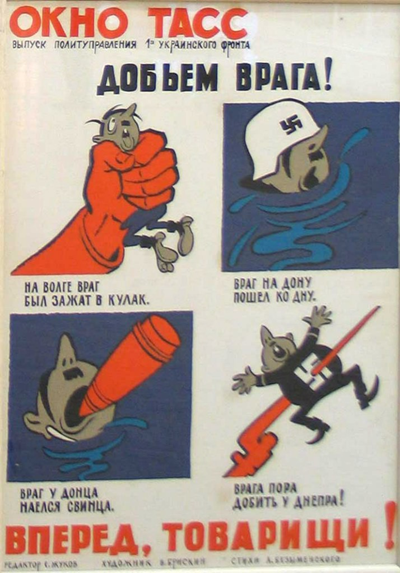 ОКНО ТАСС
ВЫПУСК ПОЛИТУПРАВЛЕНИЯ 1го УКРАИНСКОГО ФРОНТА
ДОБЬЕМ ВРАГА!
НА ВОЛГЕ ВРАГ
БЫЛ ЗАЖАТ В КУЛАК.
ВРАГ НА ДОНУ
ПОШЕЛ КО ДНУ.
ВРАГ У ДОНЦА
НАЕЛСЯ СВИНЦА.
ВРАГА ПОРА
ДОБИТЬ У ДНЕПРА!
ВПЕРЕД, ТОВАРИЩИ!
РЕДАКТОР Е. ЖУКОВ ХУДОЖНИК В. БРИСКИН СТИХИ А. БЕЗЫМЕНСКОГО